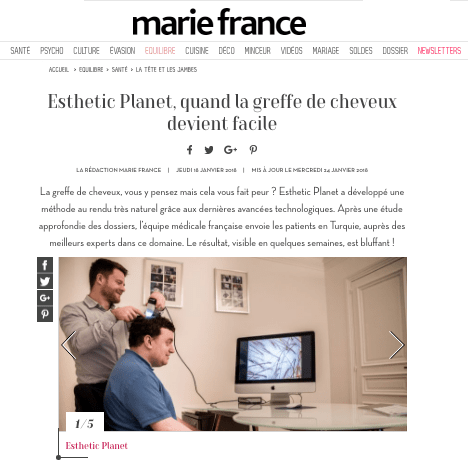 marie france
SANTÉ PSYCHO CULTURE ÉVASION EQUILIBRE CUISINE DÉCO MINCEUR VIDÉOS MARIAGE SOLDES DOSSIER NEWSLETTERS
ACCUEIL > EQUILIBRE + SANTÉ > LA TÊTE ET LES JAMBES
Esthetic Planet, quand la greffe de cheveux
devient facile
LA RÉDACTION MARIE FRANCE | JEUDI 18 JANVIER 2018 | MIS À JOUR LE MERCREDI 24 JANVIER 2018
La greffe de cheveux, vous y pensez mais cela vous fait peur ? Esthetic Planet a développé une
méthode au rendu très naturel grâce aux dernières avancées technologiques. Après une étude
approfondie des dossiers, l'équipe médicale française envoie les patients en Turquie, auprès des
meilleurs experts dans ce domaine. Le résultat, visible en quelques semaines, est bluffant !
1/5
Esthetic Planet